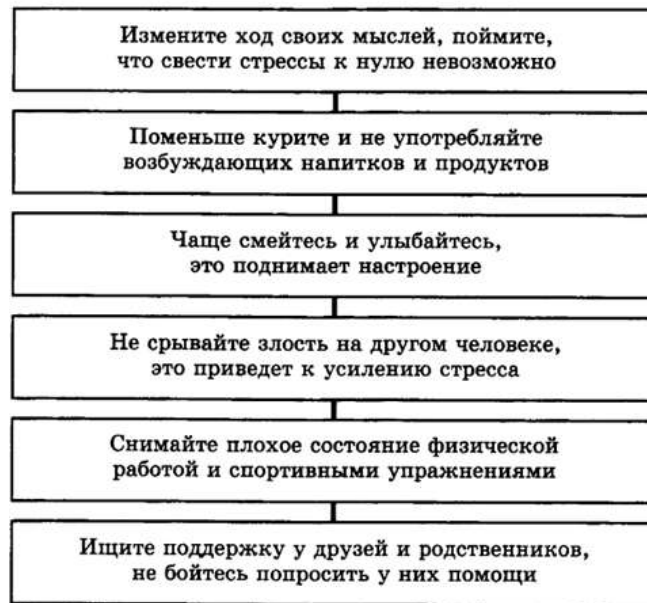 Измените ход своих мыслей, поймите,
что свести стрессы к нулю невозможно
Поменьше курите и не употребляйте
возбуждающих напитков и продуктов
Чаще смейтесь и улыбайтесь,
это поднимает настроение
Не срывайте злость на другом человеке,
это приведет к усилению стресса
Снимайте плохое состояние физической
работой и спортивными упражнениями
Ищите поддержку у друзей и родственников,
не бойтесь попросить у них помощи